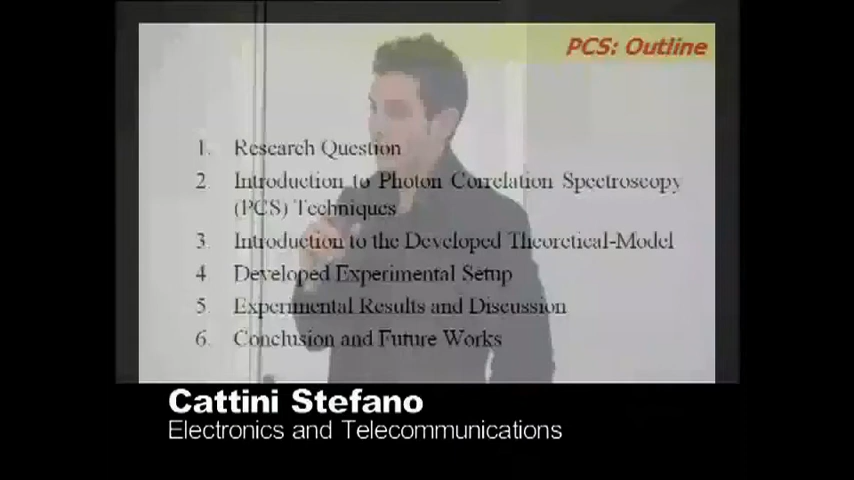 PCS: Outline
1. Research Question
2. Introduction to Photon Correlation Spectroscopy
(PCS) Techniques
3. Introduction to the Developed Theoretical-Model
4. Developed Experimental Setup
5. Experimental Results and Discussion
6. Conclusion and Future Works
Cattini Stefano
Electronics and Telecommunications